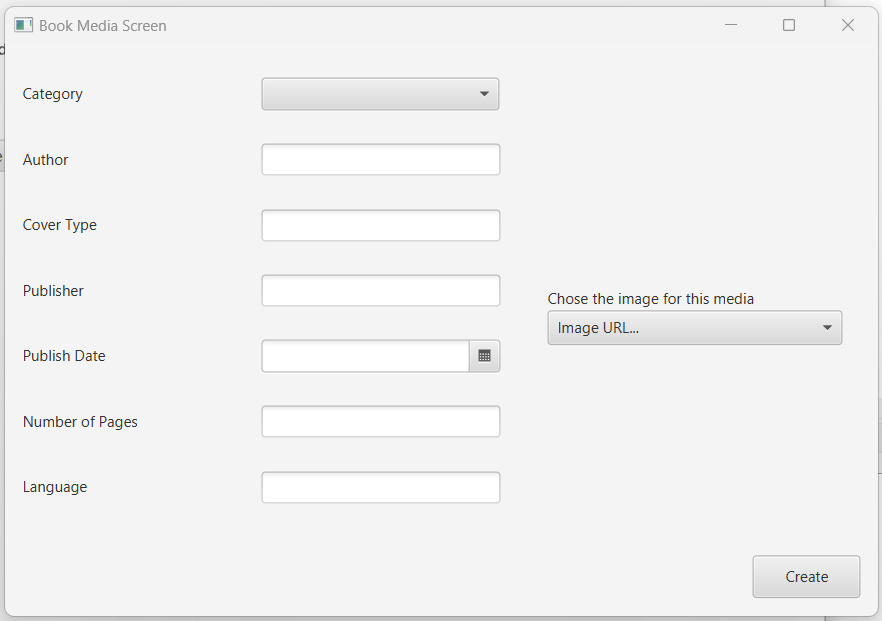 Book Media Screen
Category
Author
Cover Type
Publisher
Chose the image for this media
Image URL...
Publish Date
Number of Pages
Language
Create